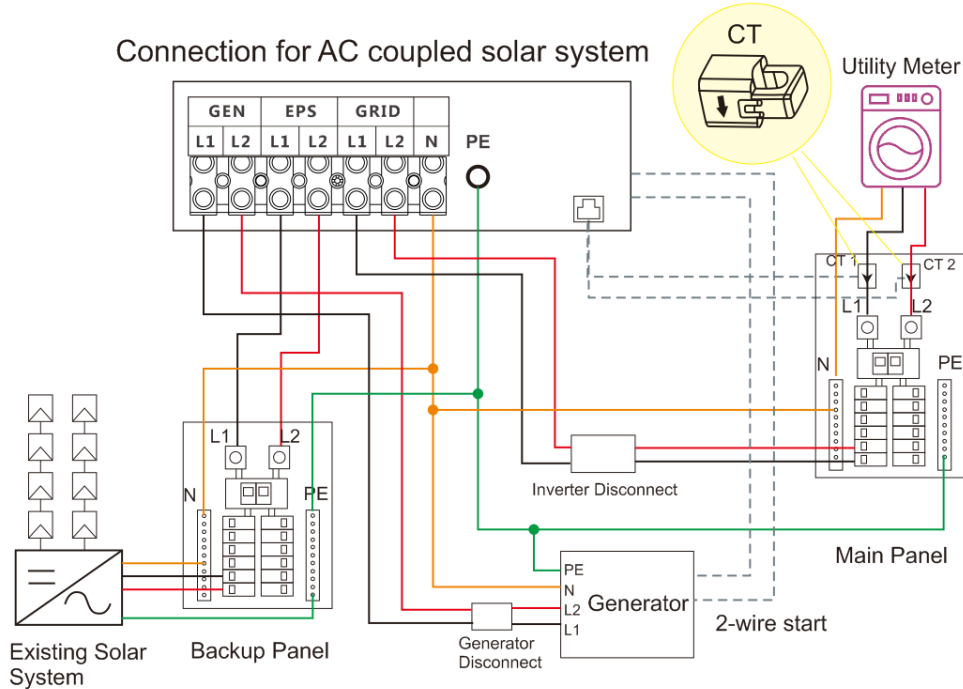 Connection for AC coupled solar system
CT
Utility Meter
GEN EPS GRID
L1 L2 L1 L2 L1 L2 N PE
CT 1 CT 2
L1 L2
N PE
L1 L2
N PE
Inverter Disconnect
Main Panel
PE
N
L2
L1
Generator
2-wire start
Generator
Disconnect
Backup Panel
Existing Solar
System